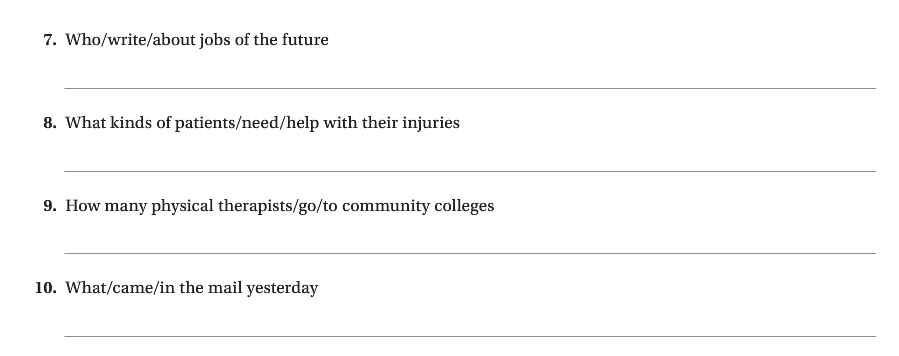 7. Who/write/about jobs of the future
8. What kinds of patients/need/help with their injuries
9. How many physical therapists/go/to community colleges
10. What/came/in the mail yesterday